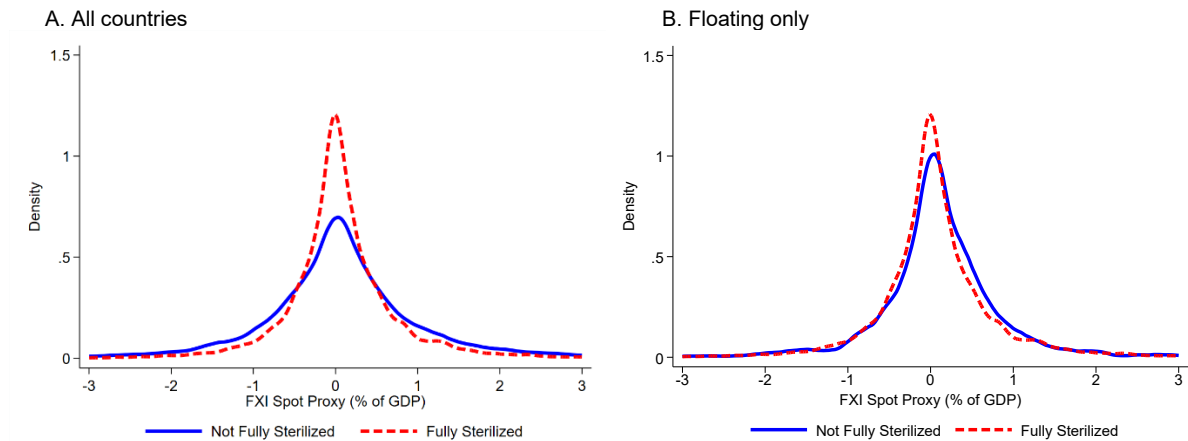 A. All countries
1.5
1
.5
0
Density
-3 -2 -1 0 1 2 3
FXI Spot Proxy (% of GDP)
Not Fully Sterilized Fully Sterilized
B. Floating only
1.5
1
.5
0
Density
-3 -2 -1 0 1 2 3
FXI Spot Proxy (% of GDP)
Not Fully Sterilized Fully Sterilized